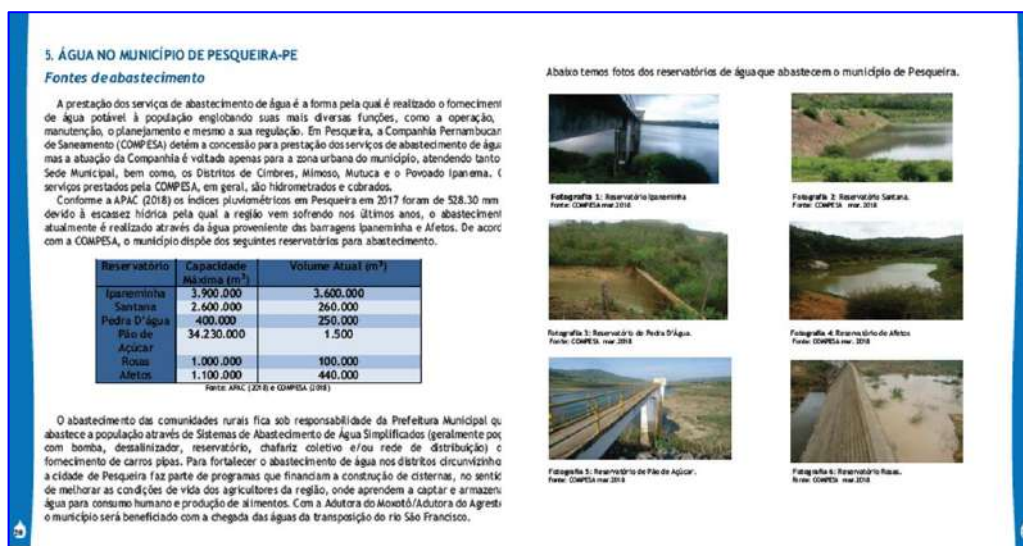 5. ÁGUA NO MUNICÍPIO DE PESQUEIRA-PE
Fontes de abastecimento
A prestação dos serviços de abastecimento de água é a forma pela qual é realizado o forneciment
de água potável à população englobando suas mais diversas funções, como a operação,
manutenção, o planejamento e mesmo a sua regulação. Em Pesqueira, a Companhia Pernambucan
de Saneamento (COMPESA) detém a concessão para prestação dos serviços de abastecimento de água
mas a atuação da Companhia é voltada apenas para a zona urbana do município, atendendo tanto
Sede Municipal, bem como, os Distritos de Cimbres, Mimoso, Mutuca e o Povoado Ipanema.
serviços prestados pela COMPESA, em geral, são hidrometrados e cobrados.
Conforme a APAC (2018) os índices pluviométricos em Pesqueira em 2017 foram de 528.30 mm
devido à escassez hídrica pela qual a região vem sofrendo nos últimos anos, o abasteciment
atualmente é realizado através da água proveniente das barragens Ipaneminha e Afetos. De acord
com a COMPESA, o município dispõe dos seguintes reservatórios para abastecimento.
Reservatório Capacidade Máxima (m³) Volume Atual (m³)
Ipaneminha 3.900.000 3.600.000
Santana 2.600.000 260.000
Pedra D'água 400.000 250.000
Pão de Açúcar 34.230.000 1.500
Rosas 1.000.000 100.000
Afetos 1.100.000 440.000
Fonte: APAC (2018) e COMPESA (2018)
O abastecimento das comunidades rurais fica sob responsabilidade da Prefeitura Municipal qu
abastece a população através de Sistemas de Abastecimento de Água Simplificados (geralmente poç
com bomba, dessalinizador, reservatório, chafariz coletivo e/ou rede de distribuição) o
fornecimento de carros pipas. Para fortalecer o abastecimento de água nos distritos circunvizinho
a cidade de Pesqueira faz parte de programas que financiam a construção de cisternas, no sentid
de melhorar as condições de vida dos agricultores da região, onde aprendem a captar e armazena
água para consumo humano e produção de alimentos. Com a Adutora do Moxotó/Adutora do Agreste
o município será beneficiado com a chegada das águas da transposição do rio São Francisco.
Abaixo temos fotos dos reservatórios de água que abastecem o município de Pesqueira.
Fotografia 1: Reservatório Ipaneminha
Fonte: COMPESA mar.2018
Fotografia 2: Reservatório Santana.
Fonte: COMPESA mar.2018
Fotografia 3: Reservatório de Pedra D'Água.
Fonte: COMPESA mar.2018
Fotografia 4: Reservatório de Afetos
Fonte: COMPESA mar.2018
Fotografia 5: Reservatório de Pão de Açúcar.
Fonte: COMPESA mar.2018
Fotografia 6: Reservatório Rosas.
Fonte: COMPESA mar.2018